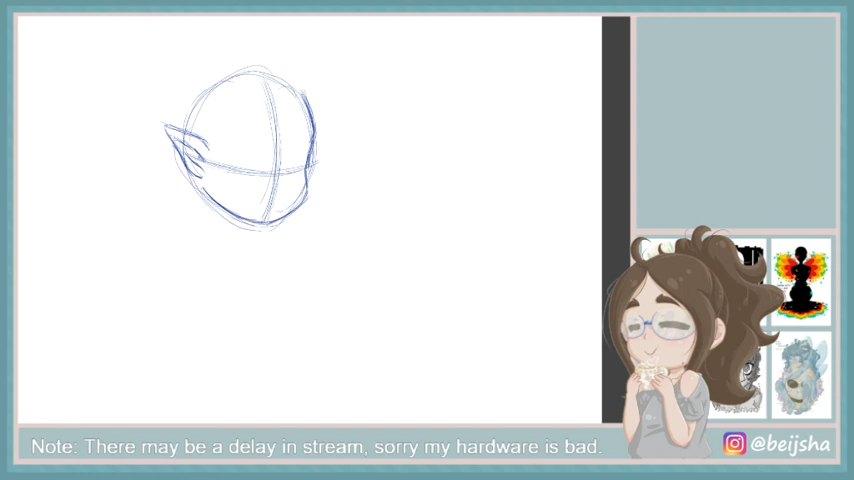 Note: There may be a delay in stream, sorry my hardware is bad.
@beijsha